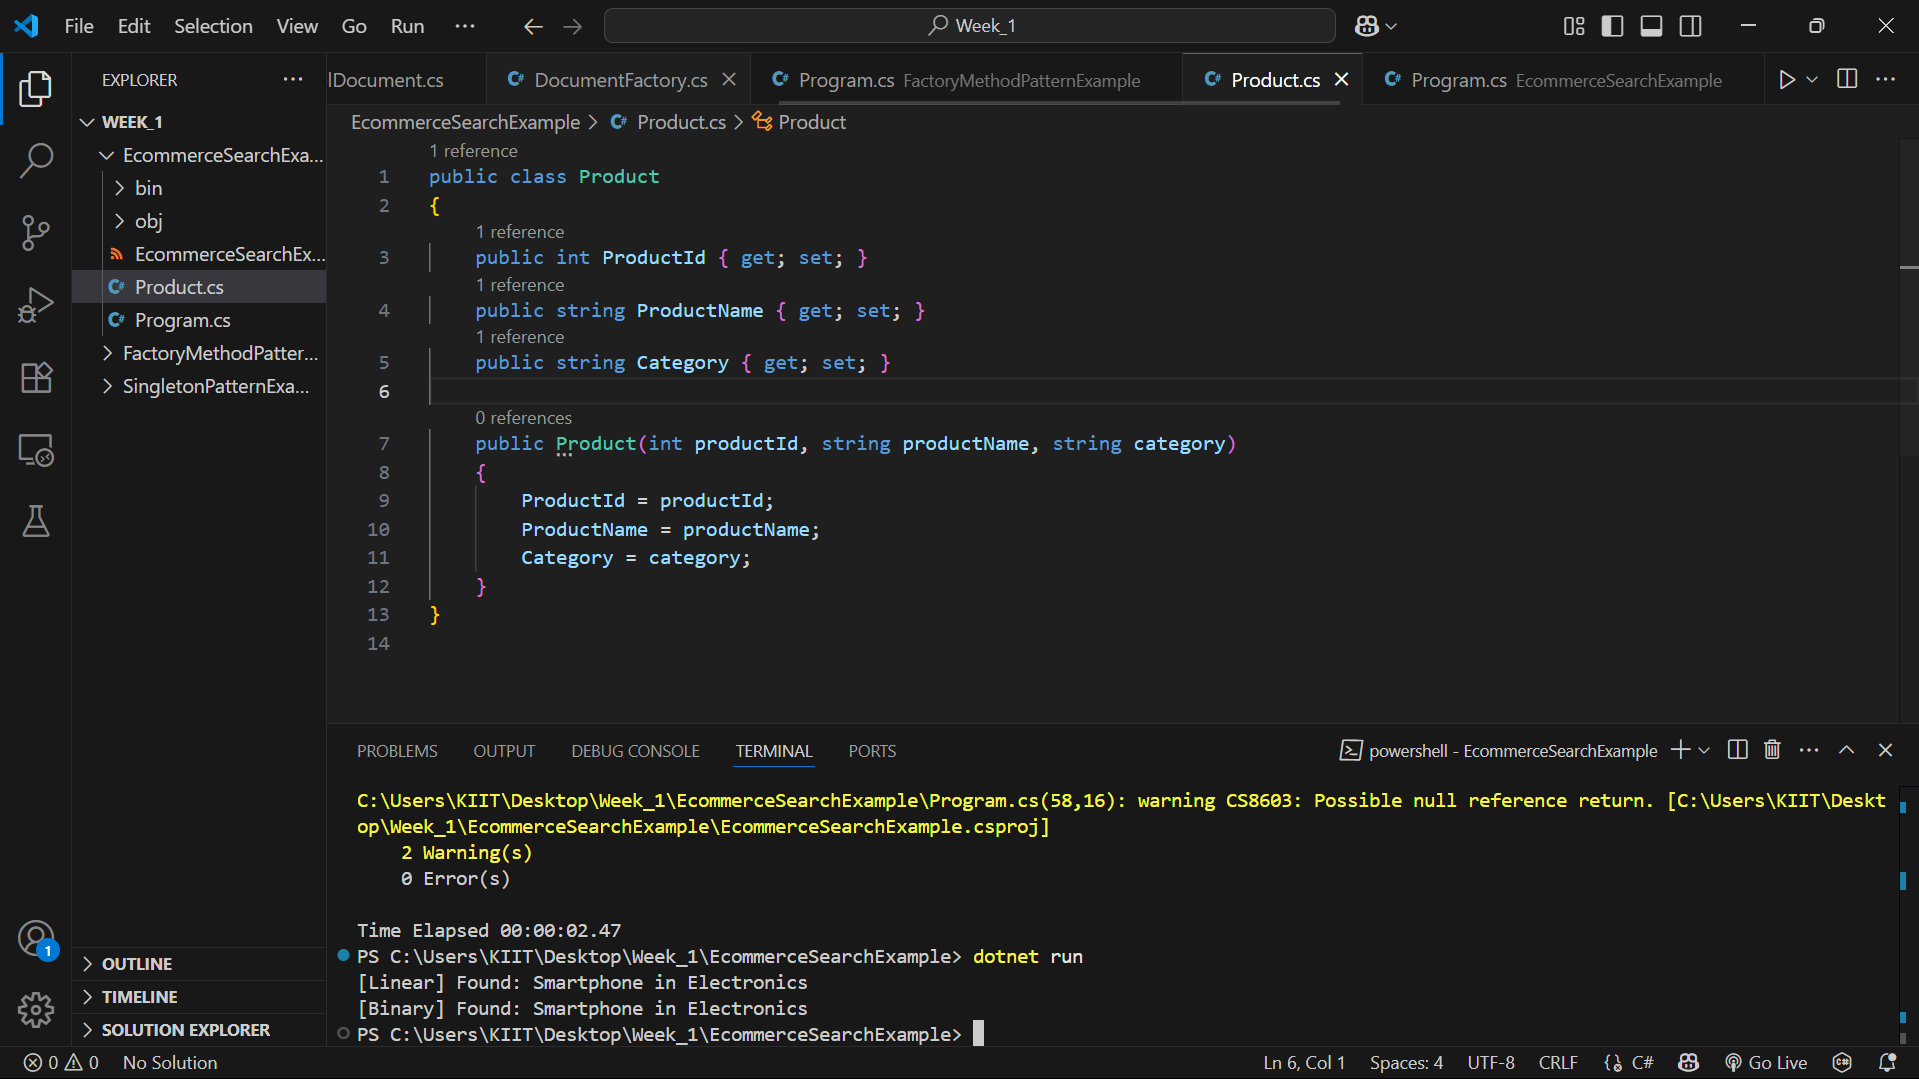 File Edit Selection View Go Run ··· Week_1
EXPLORER ···
WEEK_1
EcommerceSearchExa...
bin
obj
EcommerceSearchEx...
Product.cs
Program.cs
FactoryMethodPatter...
SingletonPatternExa...
OUTLINE
TIMELINE
SOLUTION EXPLORER
IDocument.cs DocumentFactory.cs Program.cs FactoryMethodPatternExample Product.cs Program.cs EcommerceSearchExample
EcommerceSearchExample > Product.cs > Product
1 reference
1 public class Product
2 {
1 reference
3 public int ProductId { get; set; }
1 reference
4 public string ProductName { get; set; }
1 reference
5 public string Category { get; set; }
6
0 references
7 public Product(int productId, string productName, string category)
8 {
9 ProductId = productId;
10 ProductName = productName;
11 Category = category;
12 }
13 }
14
PROBLEMS OUTPUT DEBUG CONSOLE TERMINAL PORTS powershell - EcommerceSearchExample
C:\Users\KIIT\Desktop\Week_1\EcommerceSearchExample\Program.cs(58,16): warning CS8603: Possible null reference return. [C:\Users\KIIT\Deskt
op\Week_1\EcommerceSearchExample\EcommerceSearchExample.csproj]
2 Warning(s)
0 Error(s)
Time Elapsed 00:00:02.47
PS C:\Users\KIIT\Desktop\Week_1\EcommerceSearchExample> dotnet run
[Linear] Found: Smartphone in Electronics
[Binary] Found: Smartphone in Electronics
PS C:\Users\KIIT\Desktop\Week_1\EcommerceSearchExample>
1
0 0 No Solution Ln 6, Col 1 Spaces: 4 UTF-8 CRLF C# Go Live